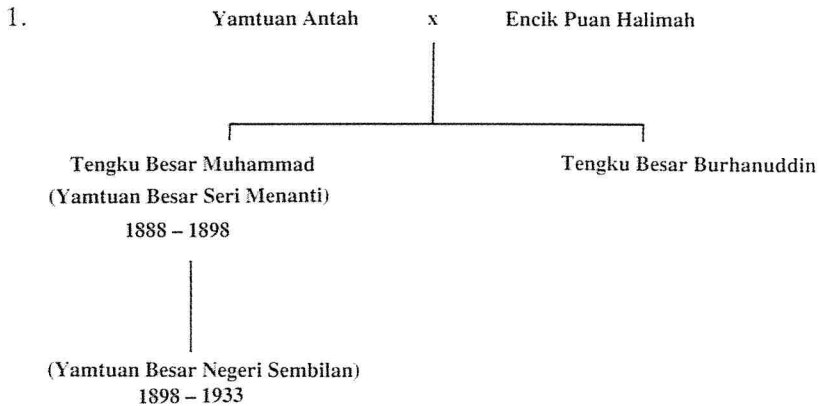 1.
Yamtuan Antah x Encik Puan Halimah
Tengku Besar Muhammad
(Yamtuan Besar Seri Menanti)
1888 – 1898
Tengku Besar Burhanuddin
(Yamtuan Besar Negeri Sembilan)
1898 – 1933